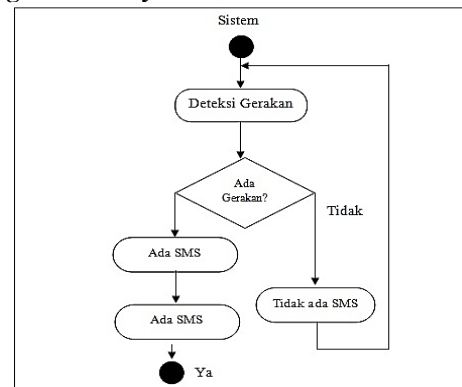 Sistem
Deteksi Gerakan
Ada
Gerakan?
Tidak
Ada SMS
Tidak ada SMS
Ada SMS
Ya